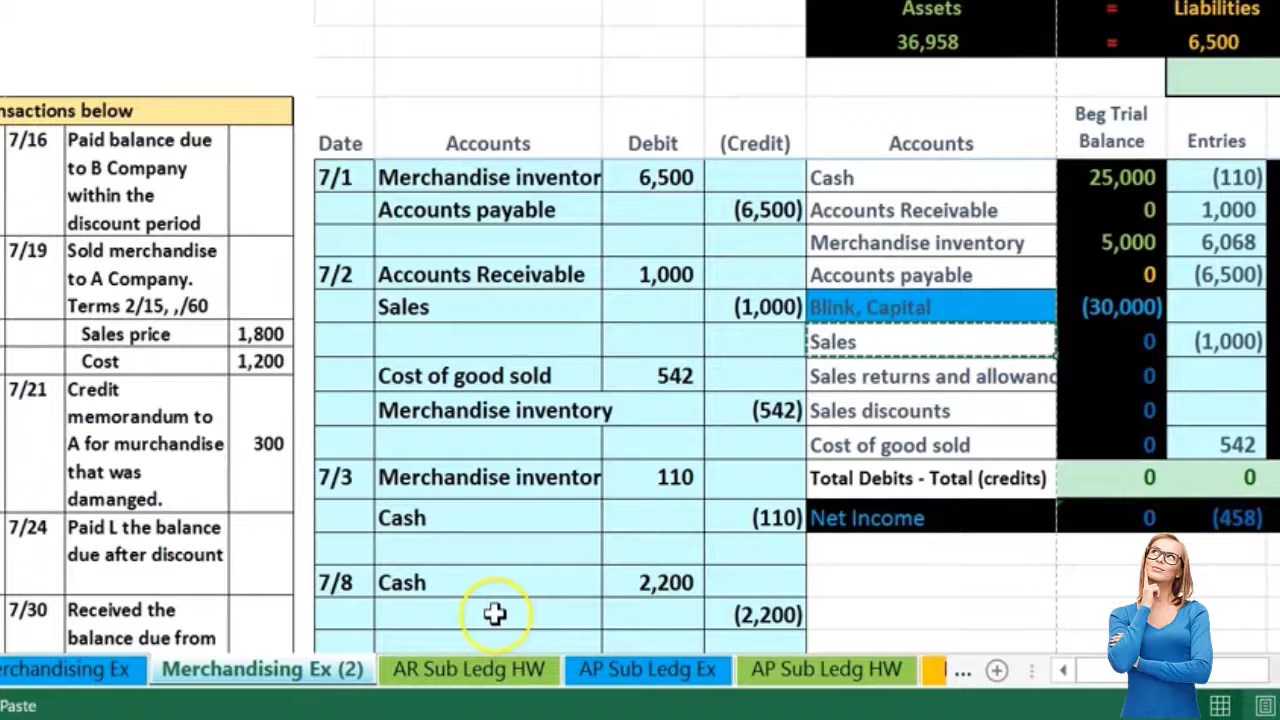 Assets = Liabilities
36,958 = 6,500
nsactions below
7/16 Paid balance due
to B Company
within the
discount period
7/19 Sold merchandise
to A Company.
Terms 2/15, ,/60
Sales price 1,800
Cost 1,200
7/21 Credit
memorandum to
A for murchandise 300
that was
damanged.
7/24 Paid L the balance
due after discount
7/30 Received the
balance due from
Date Accounts Debit (Credit)
7/1 Merchandise inventor 6,500
Accounts payable (6,500)
7/2 Accounts Receivable 1,000
Sales (1,000)
Cost of good sold 542
Merchandise inventory (542)
7/3 Merchandise inventor 110
Cash (110)
7/8 Cash 2,200
(2,200)
Accounts Beg Trial Balance Entries
Cash 25,000 (110)
Accounts Receivable 0 1,000
Merchandise inventory 5,000 6,068
Accounts payable 0 (6,500)
Blink, Capital (30,000)
Sales 0 (1,000)
Sales returns and allowanc 0
Sales discounts 0
Cost of good sold 0 542
Total Debits - Total (credits) 0 0
Net Income 0 (458)
erchandising Ex Merchandising Ex (2) AR Sub Ledg HW AP Sub Ledg Ex AP Sub Ledg HW ...
Paste